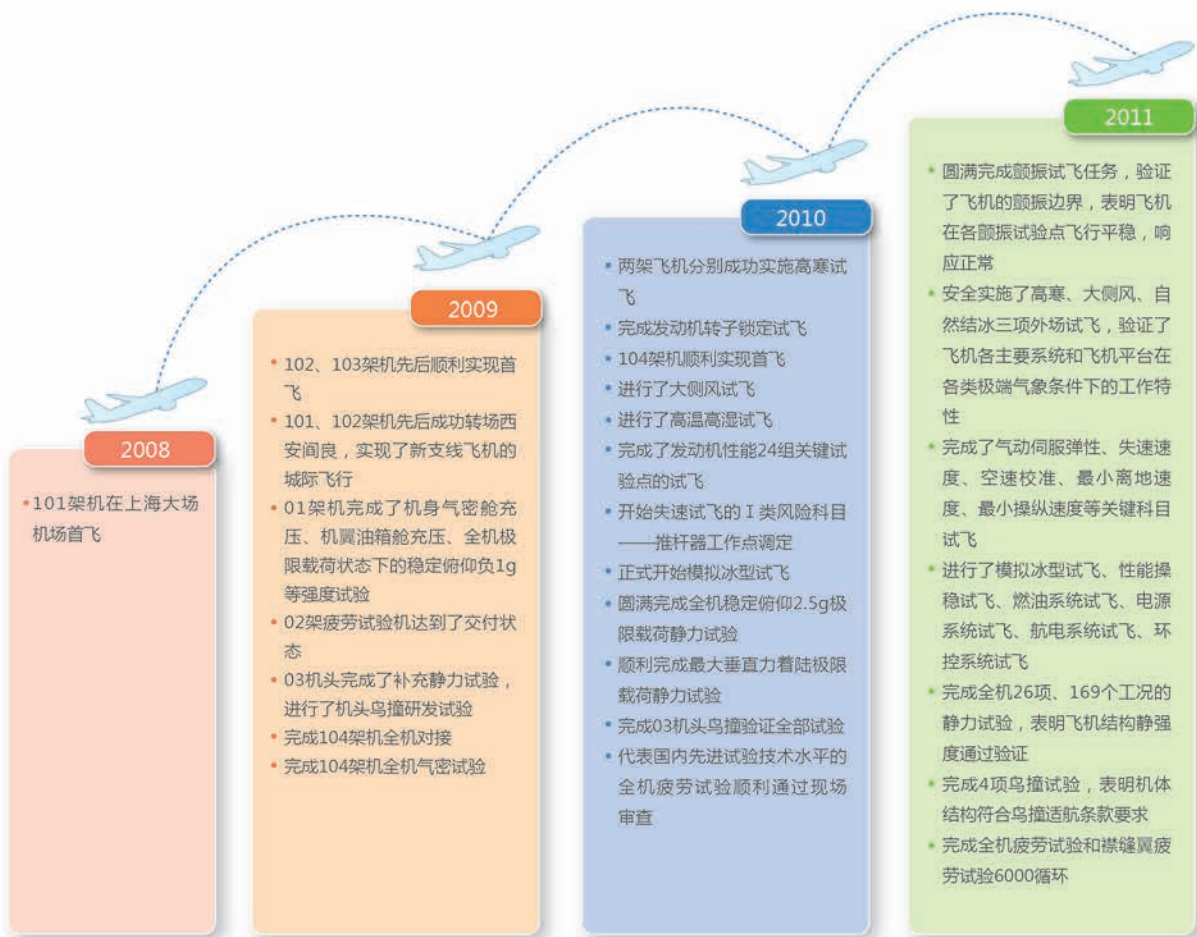 2008
•101架机在上海大场
机场首飞
2009
• 102、103架机先后顺利实现首
飞
• 101、102架机先后成功转场西
安阎良，实现了新支线飞机的
城际飞行
• 01架机完成了机身气密舱充
压、机翼油箱舱充压、全机极
限载荷状态下的稳定俯仰负1g
等强度试验
• 02架疲劳试验机达到了交付状
态
• 03机头完成了补充静力试验，
进行了机头鸟撞研发试验
• 完成104架机全机对接
• 完成104架机全机气密试验
2010
• 两架飞机分别成功实施高寒试
飞
• 完成发动机转子锁定试飞
• 104架机顺利实现首飞
• 进行了大侧风试飞
• 进行了高温高湿试飞
• 完成了发动机性能24组关键试
验点的试飞
• 开始失速试飞的Ⅰ类风险科目
——推杆器工作点调定
• 正式开始模拟冰型试飞
• 圆满完成全机稳定俯仰2.5g极
限载荷静力试验
• 顺利完成最大垂直力着陆极限
载荷静力试验
• 完成03机头鸟撞验证全部试验
• 代表国内先进试验技术水平的
全机疲劳试验顺利通过现场
审查
2011
• 圆满完成颤振试飞任务，验证
了飞机的颤振边界，表明飞机
在各颤振试验点飞行平稳，响
应正常
• 安全实施了高寒、大侧风、自
然结冰三项外场试飞，验证了
飞机各主要系统和飞机平台在
各类极端气象条件下的工作特
性
• 完成了气动伺服弹性、失速速
度、空速校准、最小离地速
度、最小操纵速度等关键科目
试飞
• 进行了模拟冰型试飞、性能操
稳试飞、燃油系统试飞、电源
系统试飞、航电系统试飞、环
控系统试飞
• 完成全机26项、169个工况的
静力试验，表明飞机结构静强
度通过验证
• 完成4项鸟撞试验，表明机体
结构符合鸟撞适航条款要求
• 完成全机疲劳试验和襟缝翼疲
劳试验6000循环